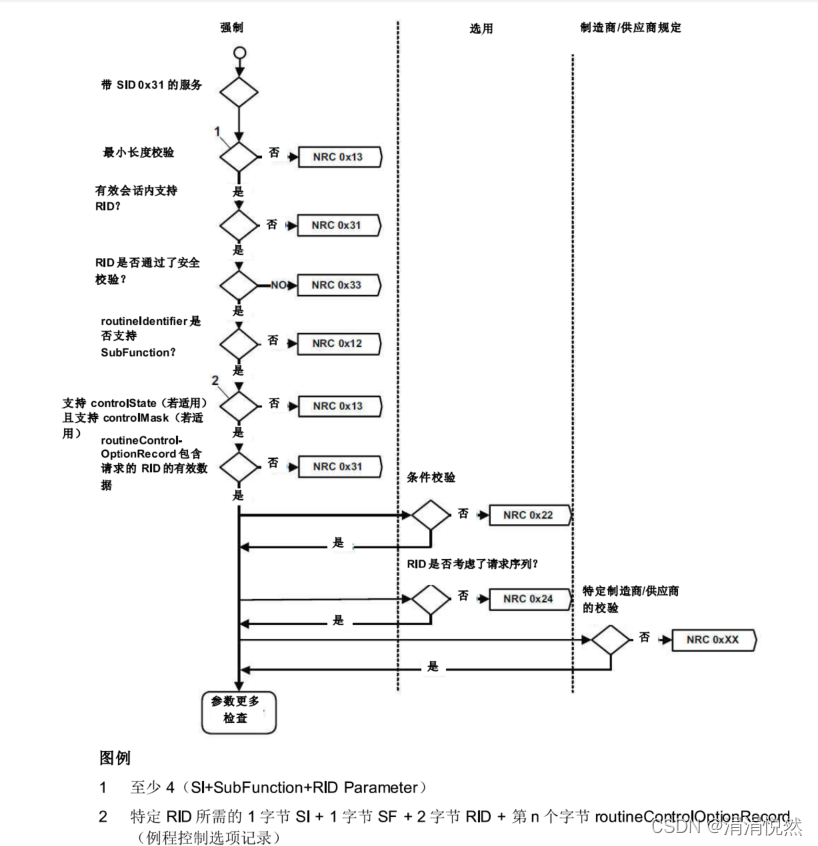 强制
选用
制造商/供应商规定
带 SID 0x31 的服务
1
最小长度校验
否
NRC 0x13
是
有效会话内支持
RID？
否
NRC 0x31
是
RID 是否通过了安全
校验？
NO
NRC 0x33
是
routineIdentifier 是
否支持
SubFunction？
否
NRC 0x12
是
2
支持 controlState（若适用）
且支持 controlMask（若适
用）
否
NRC 0x13
是
routineControl-
OptionRecord 包含
请求的 RID 的有效数
据
否
NRC 0x31
是
条件校验
否
NRC 0x22
是
RID 是否考虑了请求序列？
否
NRC 0x24
是
特定制造商/供应商
的校验
否
NRC 0xXX
是
参数更多
检查
图例
1 至少 4（SI+SubFunction+RID Parameter）
2 特定 RID 所需的 1 字节 SI + 1 字节 SF + 2 字节 RID + 第 n 个字节 routineControlOptionRecord
（例程控制选项记录）
CSDN @清清悦然